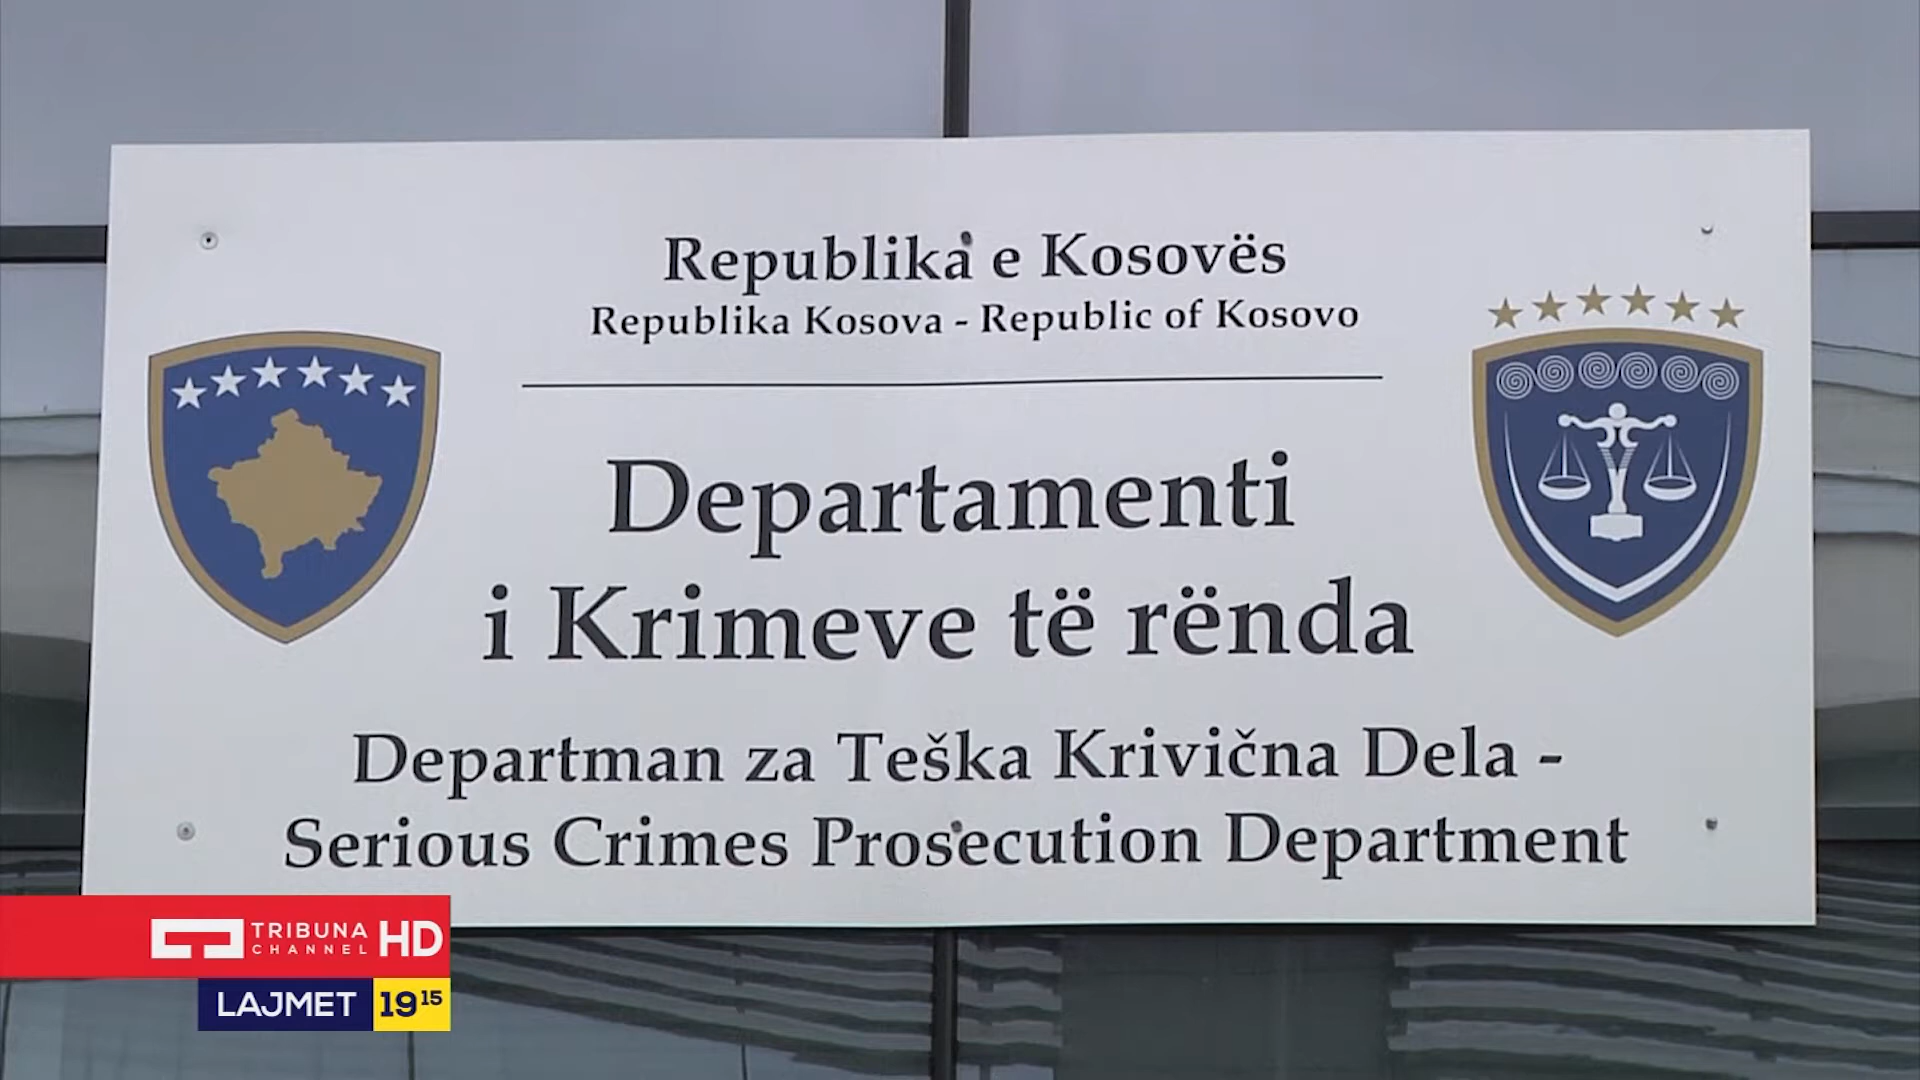 Republika e Kosovës
Republika Kosova - Republic of Kosovo
Departamenti
i Krimeve të rënda
Departman za Teška Krivična Dela -
Serious Crimes Prosecution Department
TRIBUNA
CHANNEL
HD
LAJMET 19 15